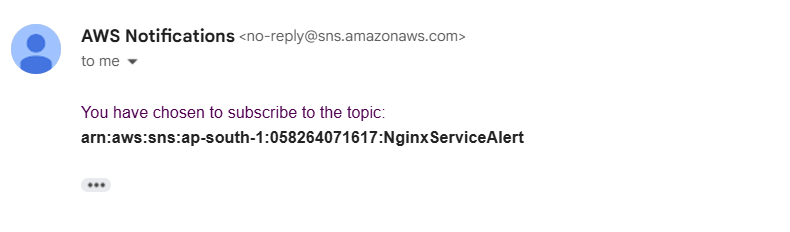 AWS Notifications <no-reply@sns.amazonaws.com>
to me
You have chosen to subscribe to the topic:
arn:aws:sns:ap-south-1:058264071617:NginxServiceAlert